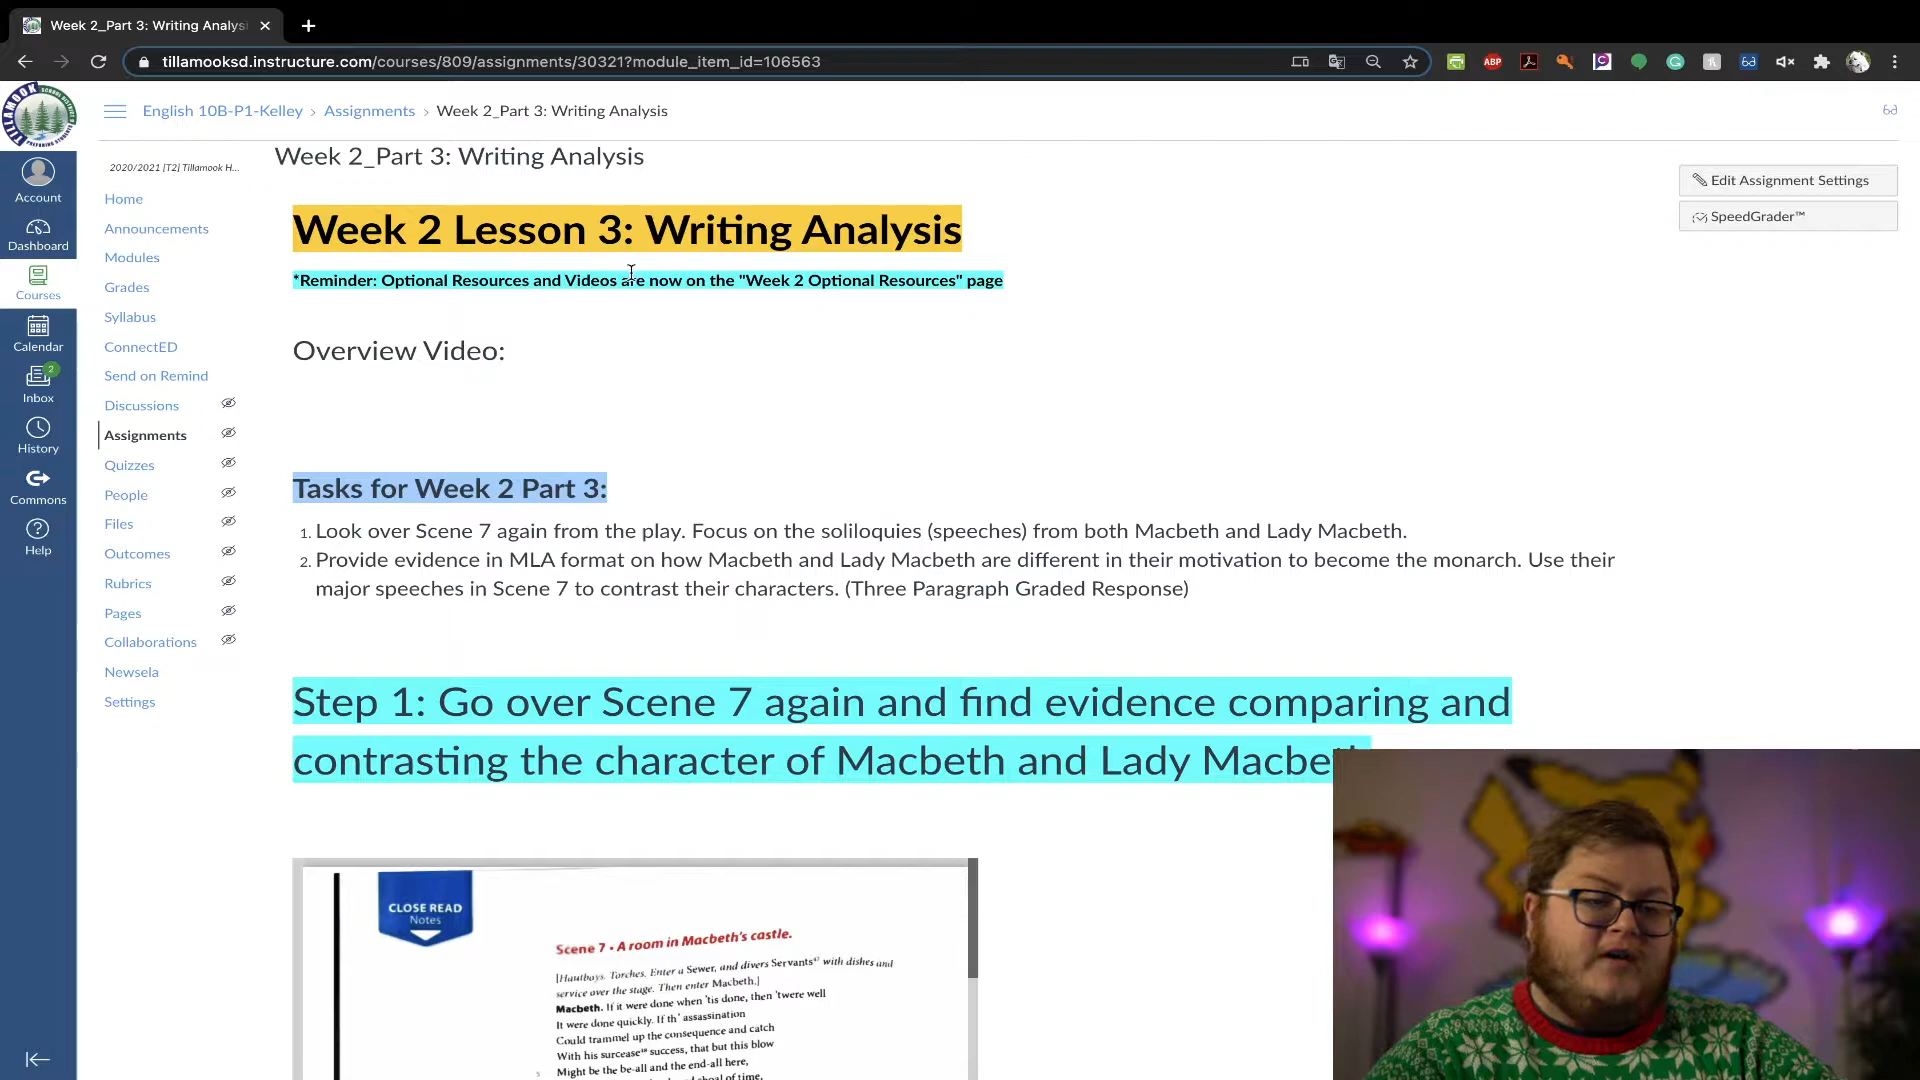 Week 2_Part 3: Writing Analysi
tillamooksd.instructure.com/courses/809/assignments/30321?module_item_id=106563
ABP
English 10B-P1-Kelley › Assignments › Week 2_Part 3: Writing Analysis
TILLAMOOK
Account
Dashboard
Courses
Calendar
2
Inbox
History
Commons
Help
2020/2021 [T2] Tillamook H...
Home
Announcements
Modules
Grades
Syllabus
ConnectED
Send on Remind
Discussions
Assignments
Quizzes
People
Files
Outcomes
Rubrics
Pages
Collaborations
Newsela
Settings
Week 2_Part 3: Writing Analysis
Edit Assignment Settings
SpeedGrader™
Week 2 Lesson 3: Writing Analysis
*Reminder: Optional Resources and Videos are now on the "Week 2 Optional Resources" page
Overview Video:
Tasks for Week 2 Part 3:
1. Look over Scene 7 again from the play. Focus on the soliloquies (speeches) from both Macbeth and Lady Macbeth.
2. Provide evidence in MLA format on how Macbeth and Lady Macbeth are different in their motivation to become the monarch. Use their
major speeches in Scene 7 to contrast their characters. (Three Paragraph Graded Response)
Step 1: Go over Scene 7 again and find evidence comparing and
contrasting the character of Macbeth and Lady Macbe
CLOSE READ
Notes
Scene 7 • A room in Macbeth's castle.
[Hautboys. Torches. Enter a Sewer, and divers Servants with dishes and
service over the stage. Then enter Macbeth.]
Macbeth. If it were done when 'tis done, then 'twere well
It were done quickly. If th' assassination
Could trammel up the consequence and catch
With his surcease success, that but this blow
Might be the be-all and the end-all here,
of time,